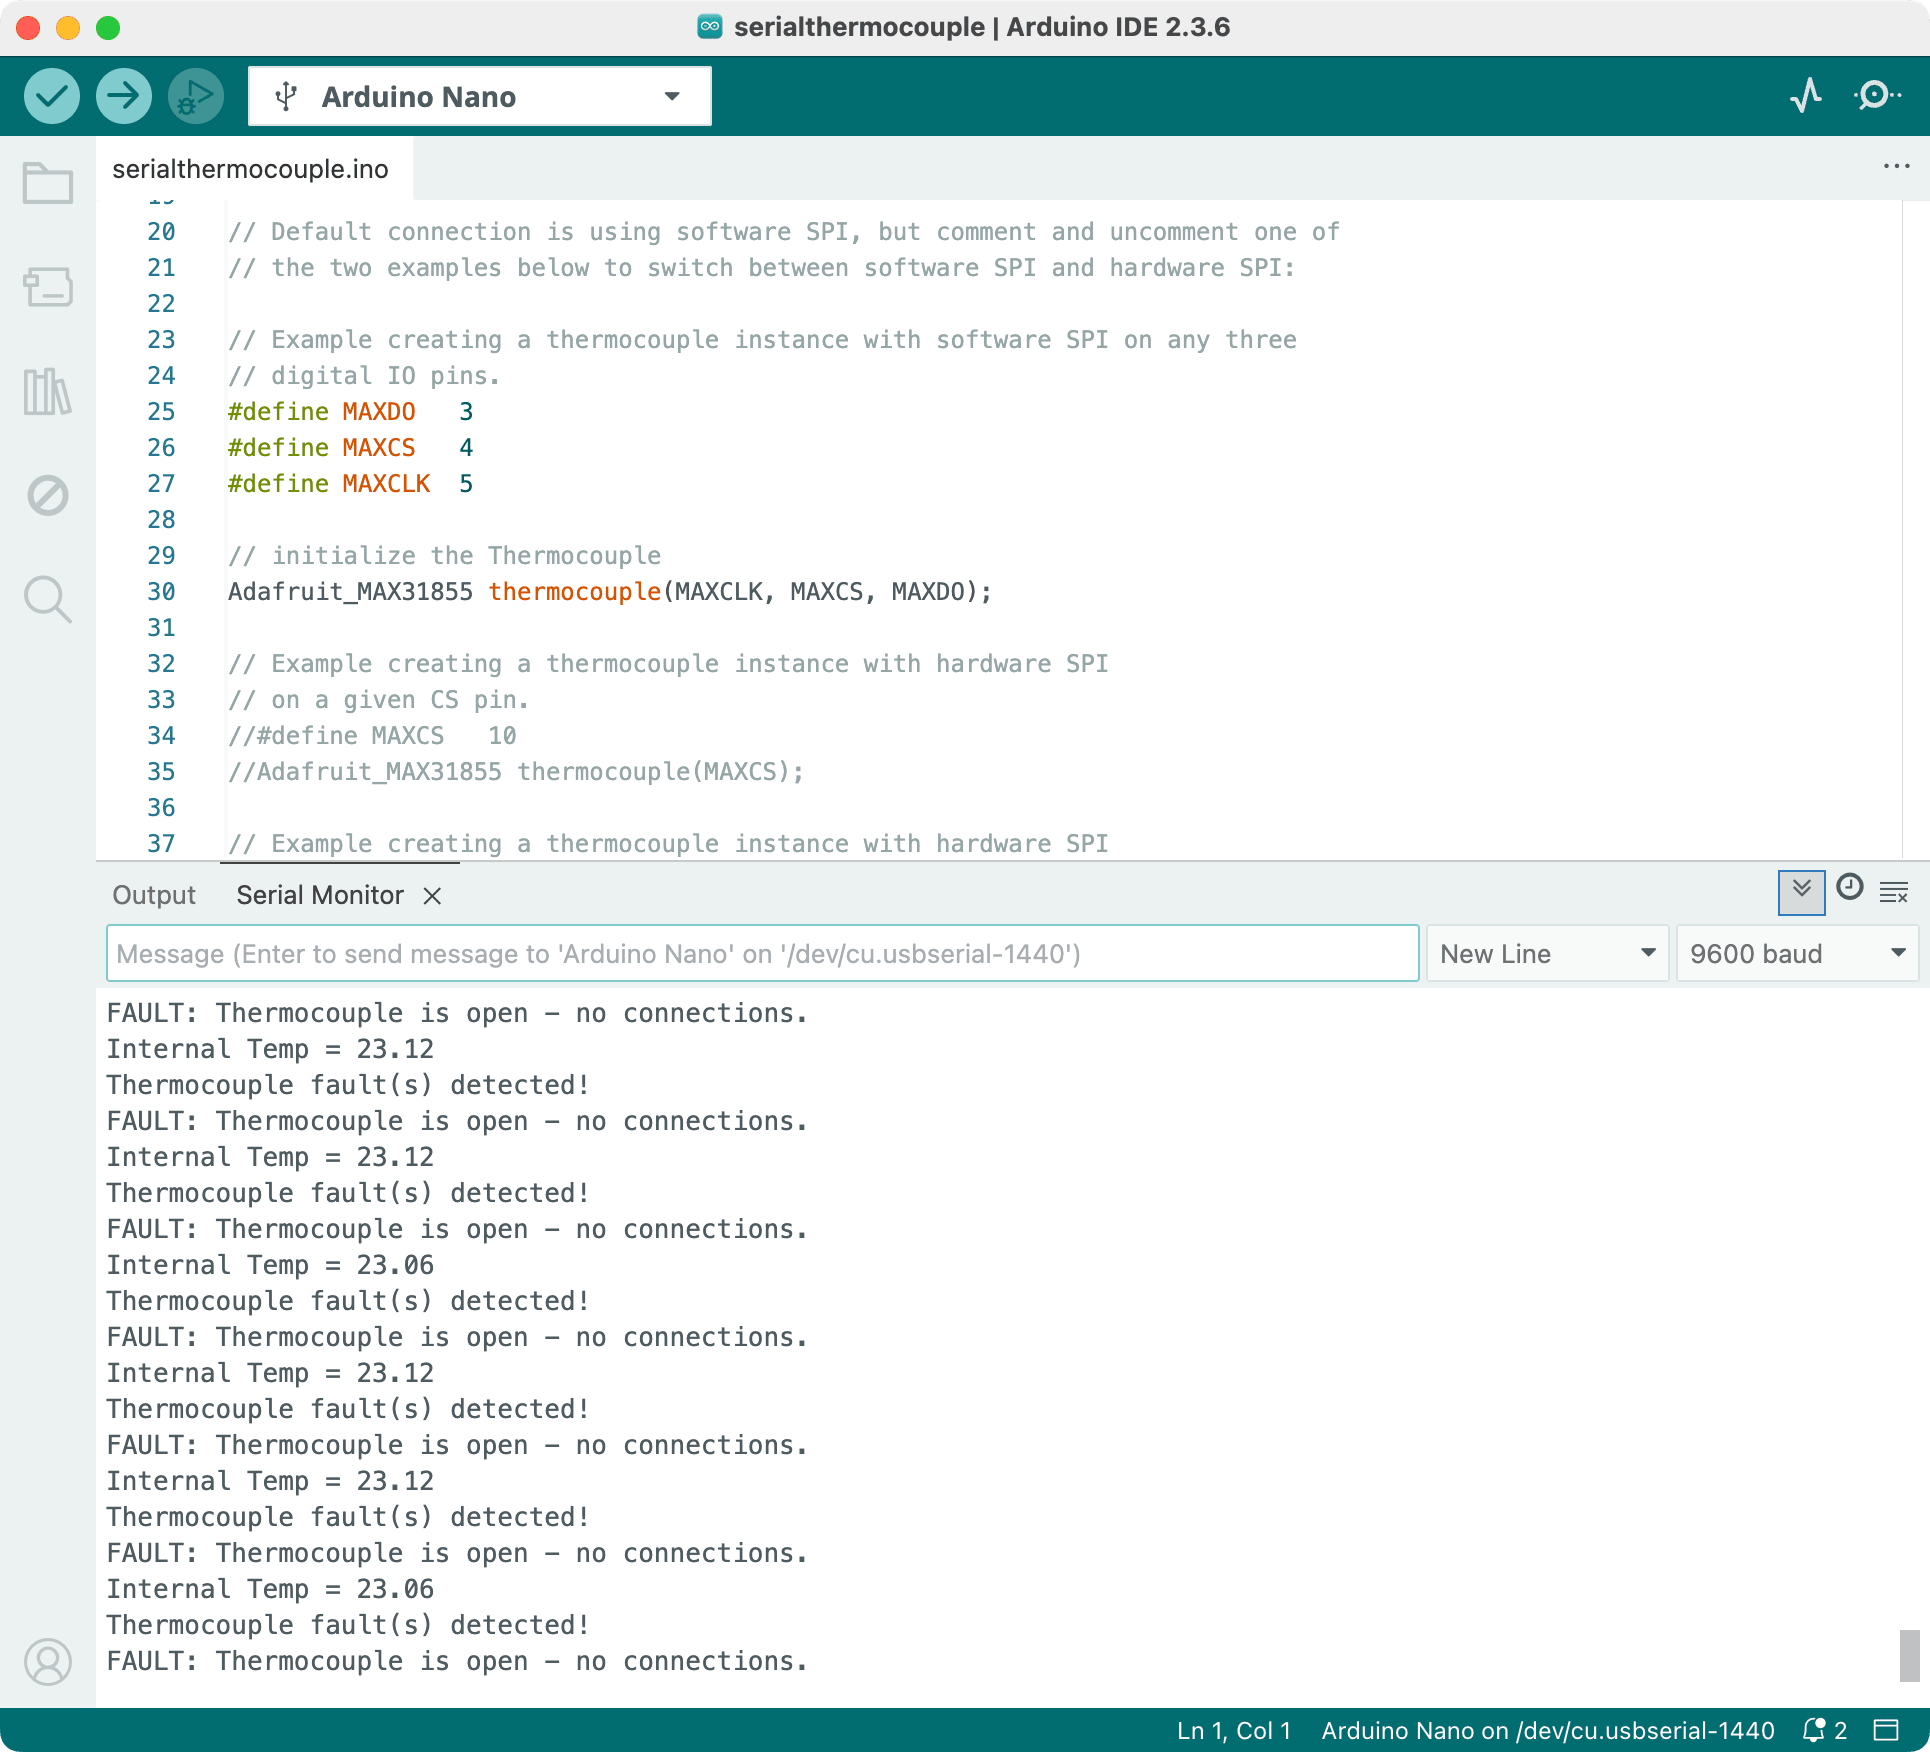 serialthermocouple | Arduino IDE 2.3.6
Arduino Nano
serialthermocouple.ino
19
20 // Default connection is using software SPI, but comment and uncomment one of
21 // the two examples below to switch between software SPI and hardware SPI:
22
23 // Example creating a thermocouple instance with software SPI on any three
24 // digital IO pins.
25 #define MAXDO   3
26 #define MAXCS   4
27 #define MAXCLK  5
28
29 // initialize the Thermocouple
30 Adafruit_MAX31855 thermocouple(MAXCLK, MAXCS, MAXDO);
31
32 // Example creating a thermocouple instance with hardware SPI
33 // on a given CS pin.
34 //#define MAXCS   10
35 //Adafruit_MAX31855 thermocouple(MAXCS);
36
37 // Example creating a thermocouple instance with hardware SPI
Output Serial Monitor
Message (Enter to send message to 'Arduino Nano' on '/dev/cu.usbserial-1440')
New Line
9600 baud
FAULT: Thermocouple is open – no connections.
Internal Temp = 23.12
Thermocouple fault(s) detected!
FAULT: Thermocouple is open – no connections.
Internal Temp = 23.12
Thermocouple fault(s) detected!
FAULT: Thermocouple is open – no connections.
Internal Temp = 23.06
Thermocouple fault(s) detected!
FAULT: Thermocouple is open – no connections.
Internal Temp = 23.12
Thermocouple fault(s) detected!
FAULT: Thermocouple is open – no connections.
Internal Temp = 23.12
Thermocouple fault(s) detected!
FAULT: Thermocouple is open – no connections.
Internal Temp = 23.06
Thermocouple fault(s) detected!
FAULT: Thermocouple is open – no connections.
Ln 1, Col 1 Arduino Nano on /dev/cu.usbserial-1440 2